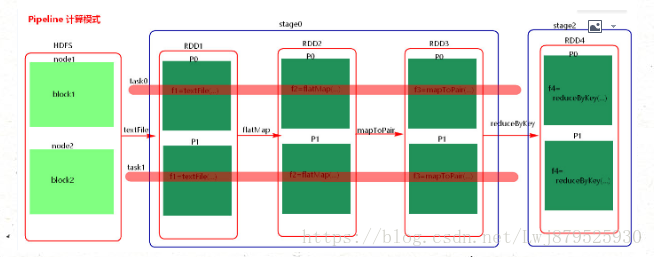 Pipeline 计算模式
stage0
stage2
HDFS
node1
block1
node2
block2
textFile
task0
task1
RDD1
P0
f1=textFile(...)
P1
f1=textFile(...)
flatMap
RDD2
P0
f2=flatMap(...)
P1
f2=flatMap(...)
mapToPair
RDD3
P0
f3=mapToPair(...)
P1
f3=mapToPair(...)
reduceByKey
RDD4
P0
f4=
reduceByKey(...)
P1
f4=
reduceByKey(...)
https://blog.csdn.net/lwj879525930